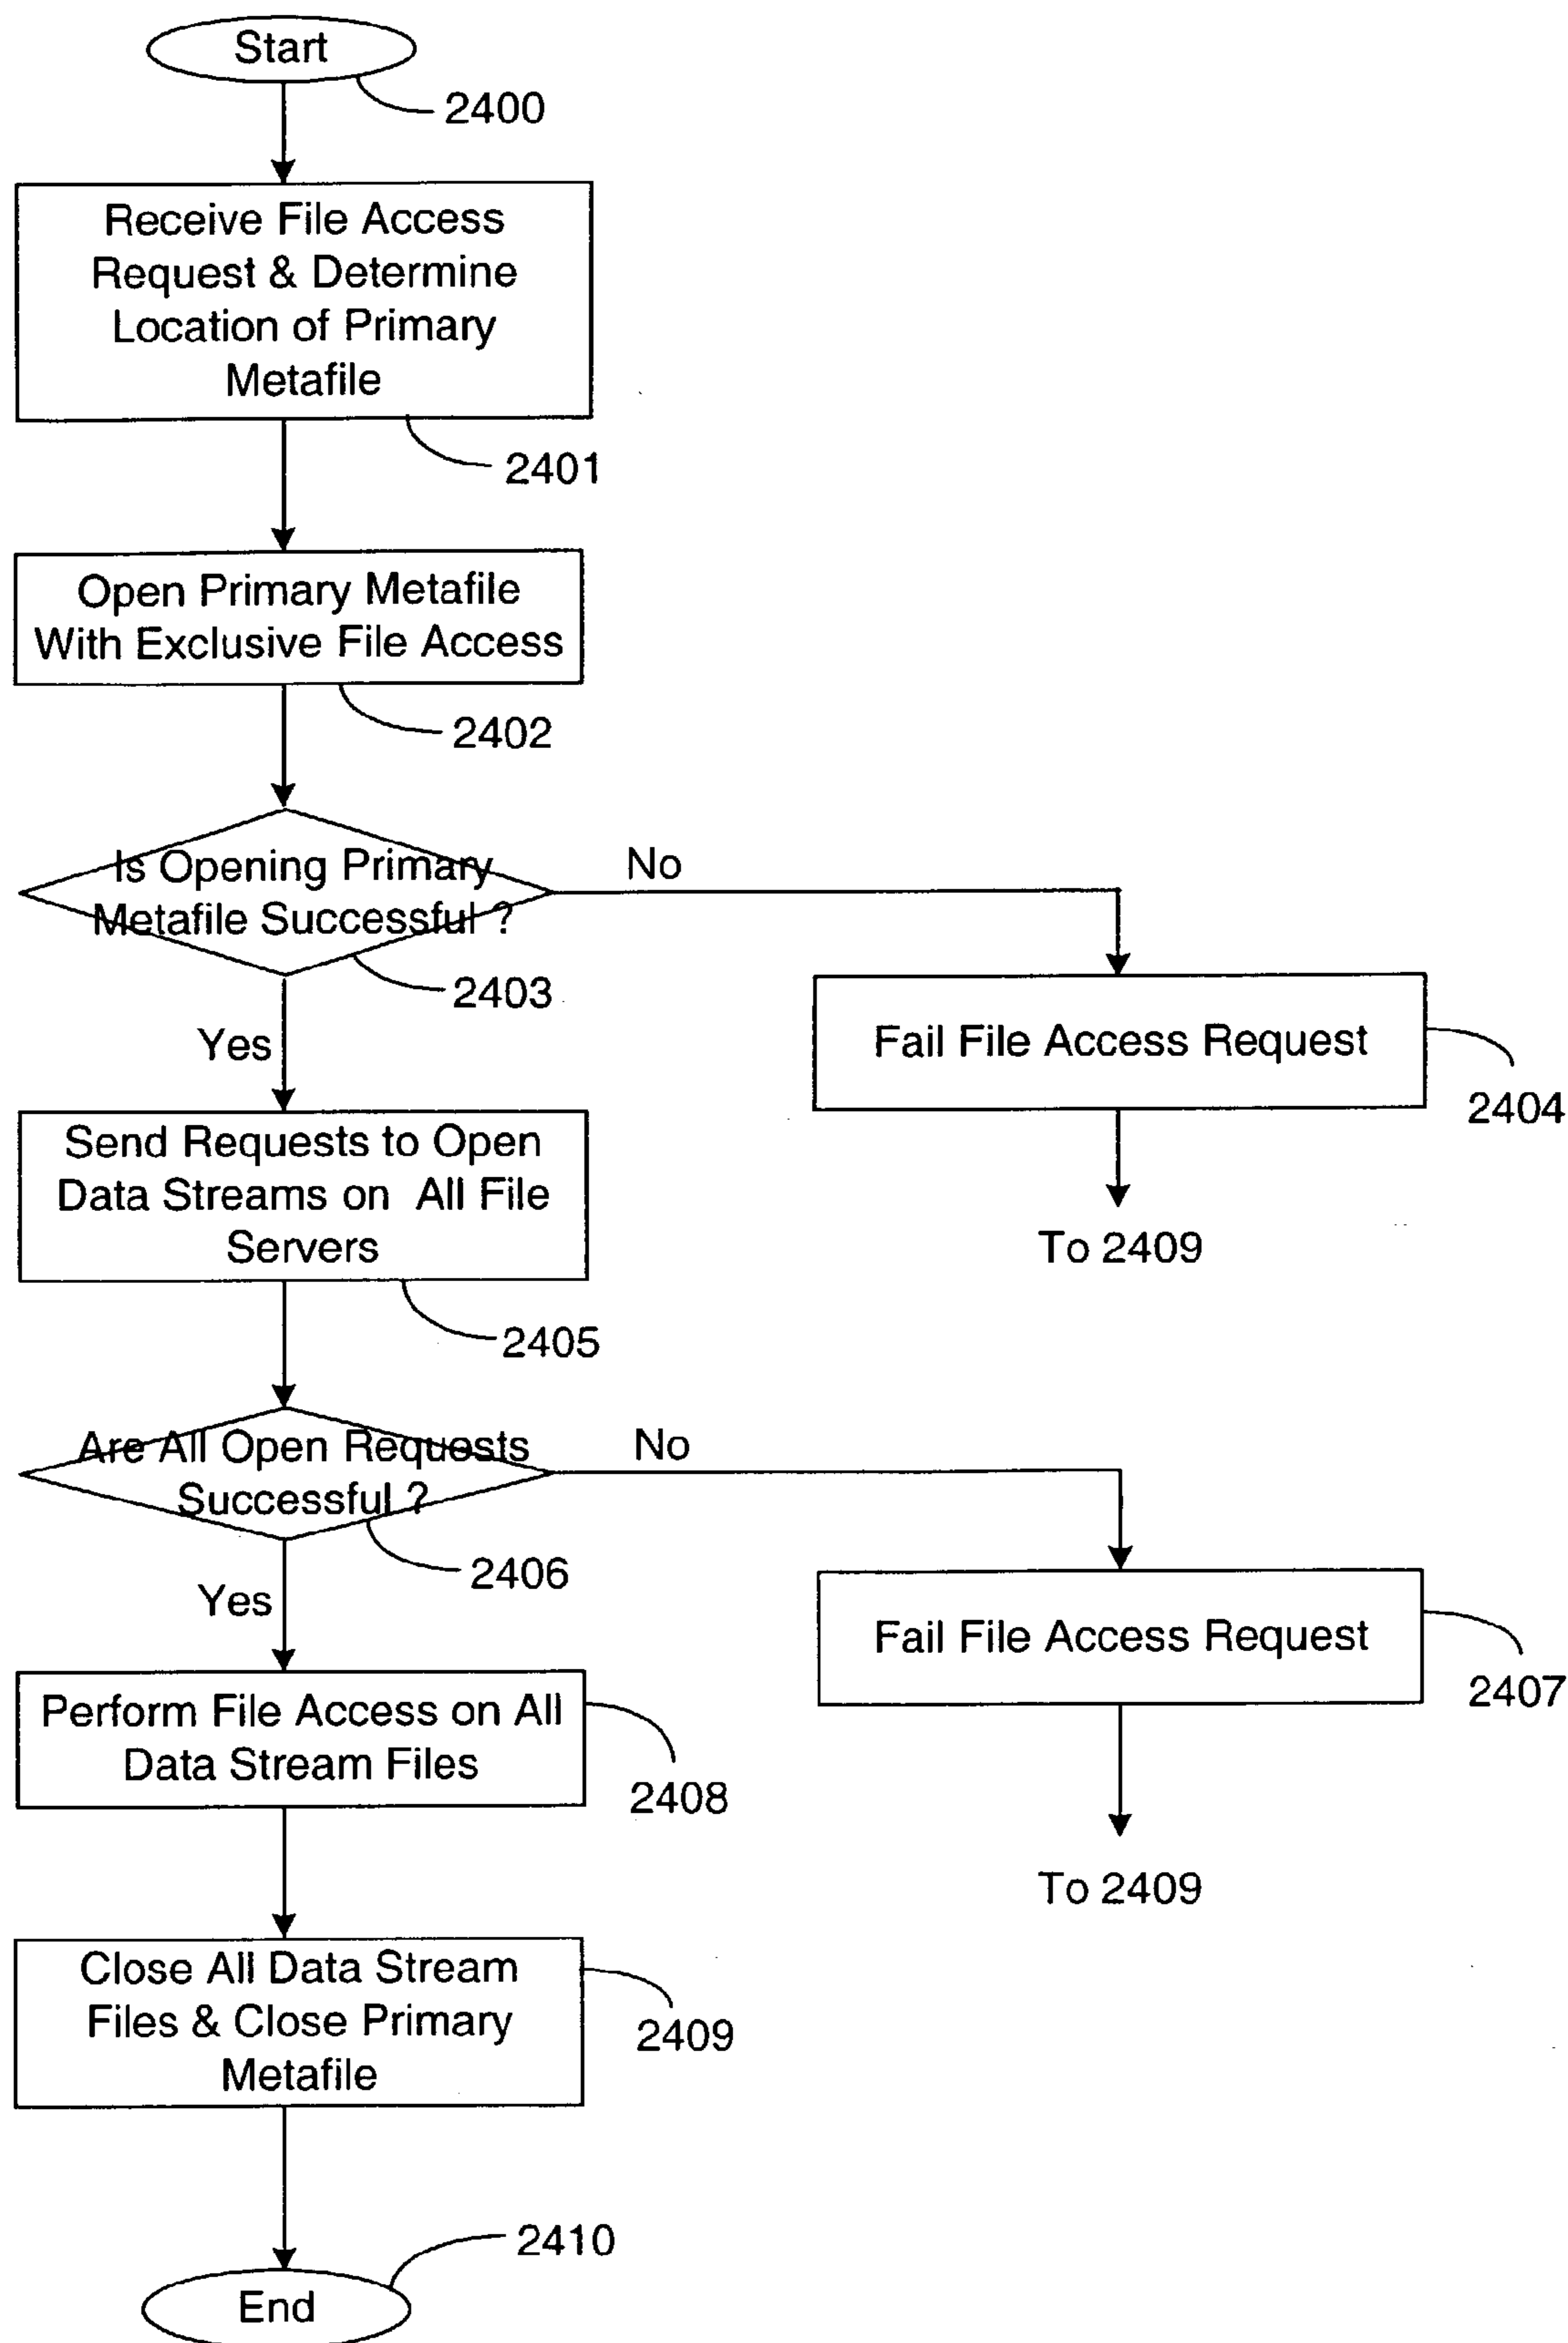 Start
2400
Receive File Access
Request & Determine
Location of Primary
Metafile
2401
Open Primary Metafile
With Exclusive File Access
2402
Is Opening Primary
Metafile Successful ?
No
2403
Yes
Fail File Access Request
2404
To 2409
Send Requests to Open
Data Streams on All File
Servers
2405
Are All Open Requests
Successful ?
No
2406
Yes
Fail File Access Request
2407
To 2409
Perform File Access on All
Data Stream Files
2408
Close All Data Stream
Files & Close Primary
Metafile
2409
2410
End